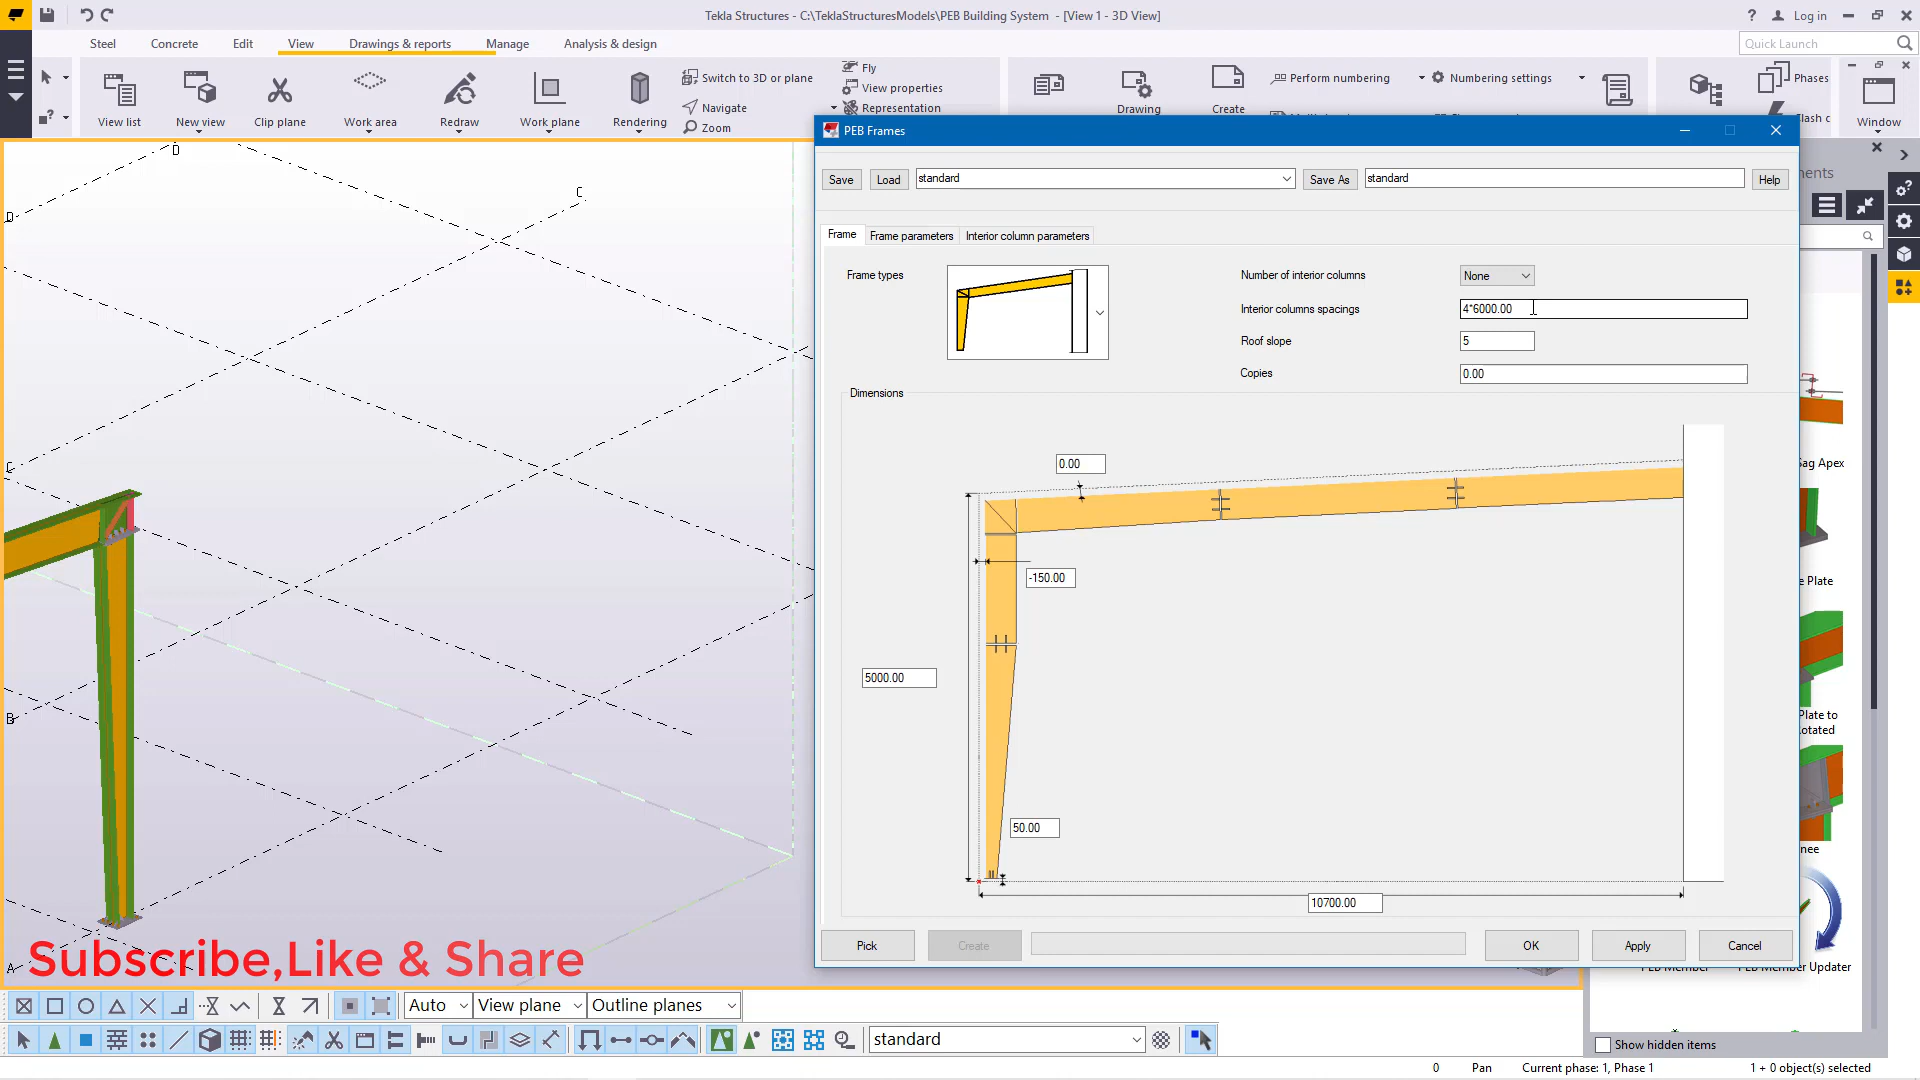 Tekla Structures - C:\TeklaStructuresModels\PEB Building System - [View 1 - 3D View]
? Log in
Steel Concrete Edit View Drawings & reports Manage Analysis & design
Quick Launch
View list New view Clip plane Work area Redraw Work plane Rendering
Switch to 3D or plane
Navigate
Zoom
Fly
View properties
Representation
Drawing Create
Perform numbering
Numbering settings
Phases
Clash c
Window
PEB Frames
Save Load standard Save As standard Help
Frame Frame parameters Interior column parameters
Frame types
Number of interior columns None
Interior columns spacings 4*6000.00
Roof slope 5
Copies 0.00
Dimensions
0.00
-150.00
5000.00
50.00
10700.00
Pick Create OK Apply Cancel
D
D
C
C
B
A
Subscribe,Like & Share
nents
Sag Apex
e Plate
Plate to
otated
nee
PEB Member
PEB Member Updater
Show hidden items
Auto View plane Outline planes
standard
0 Pan Current phase: 1, Phase 1 1 + 0 object(s) selected